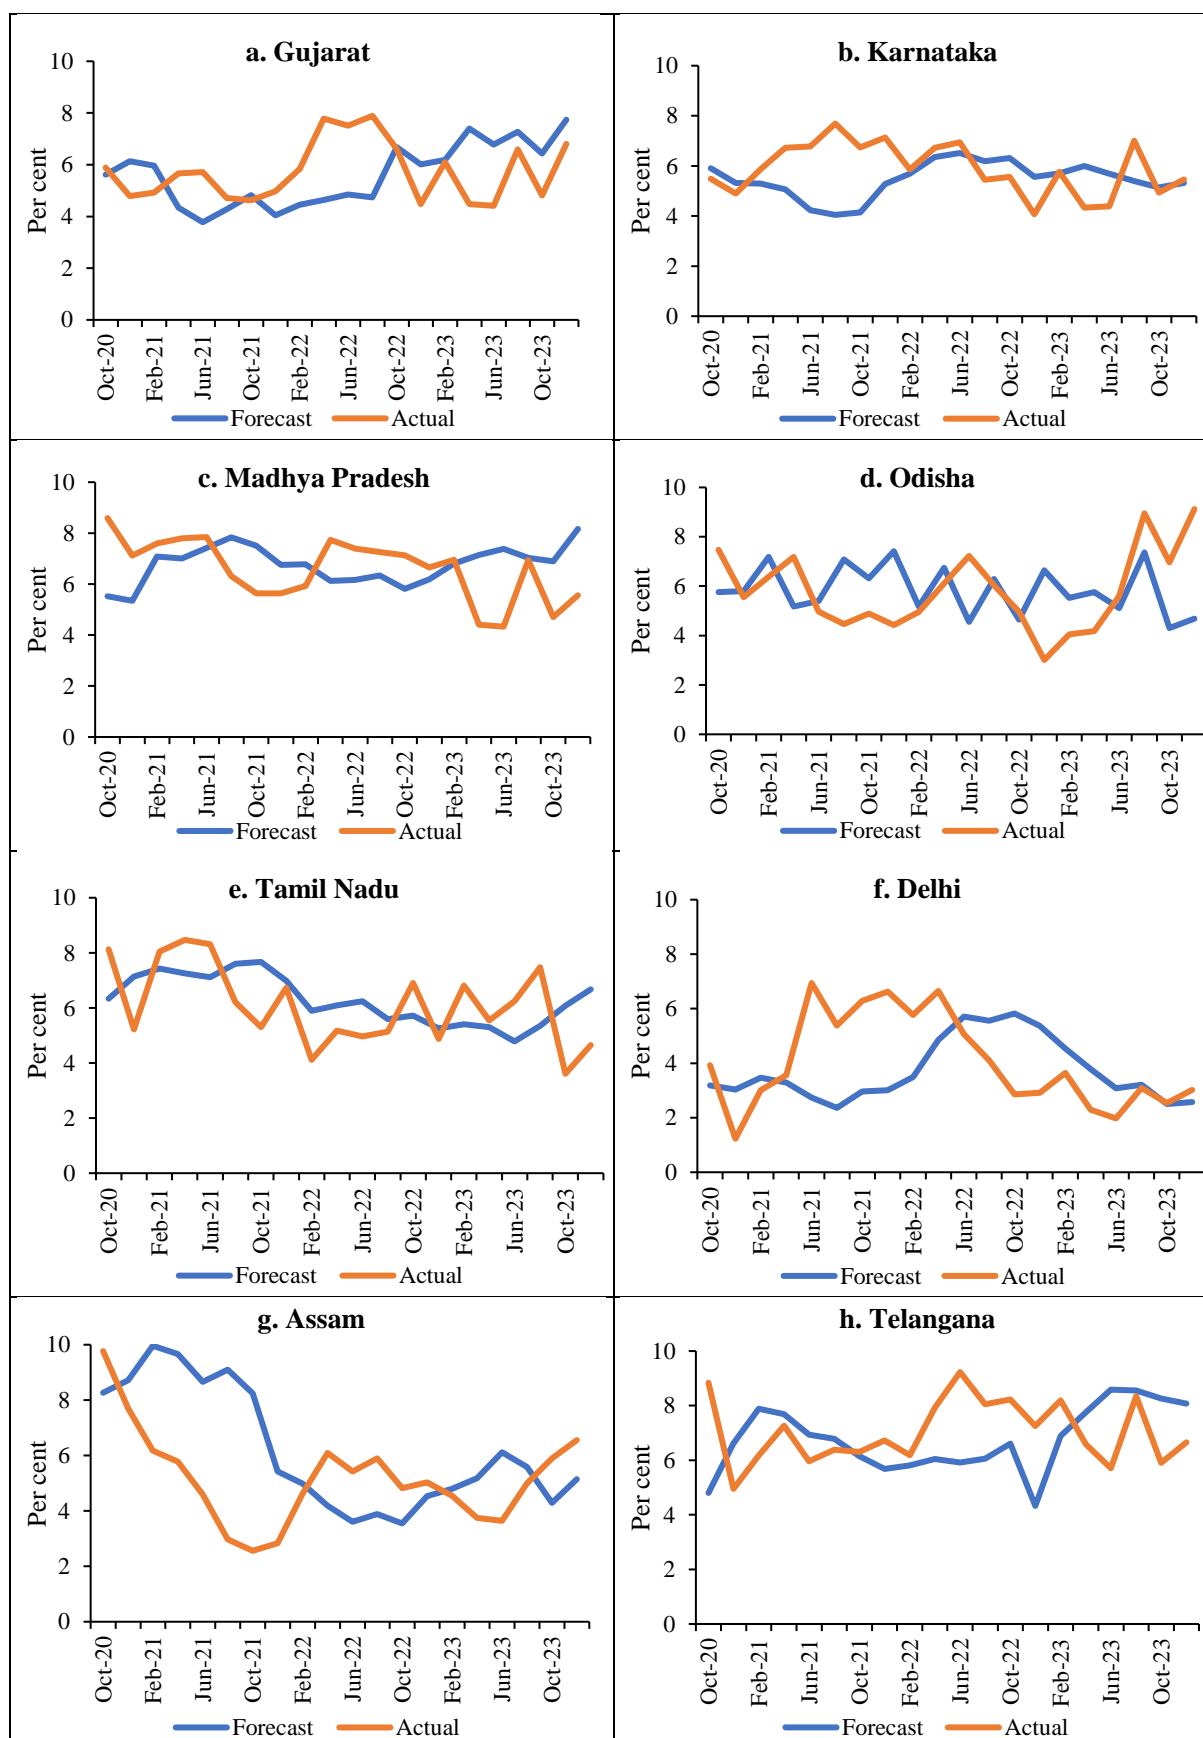 a. Gujarat
10
8
6
4
2
0
Per cent
Oct-20
Feb-21
Jun-21
Oct-21
Feb-22
Jun-22
Oct-22
Feb-23
Jun-23
Oct-23
Forecast Actual
b. Karnataka
10
8
6
4
2
0
Per cent
Oct-20
Feb-21
Jun-21
Oct-21
Feb-22
Jun-22
Oct-22
Feb-23
Jun-23
Oct-23
Forecast Actual
c. Madhya Pradesh
10
8
6
4
2
0
Per cent
Oct-20
Feb-21
Jun-21
Oct-21
Feb-22
Jun-22
Oct-22
Feb-23
Jun-23
Oct-23
Forecast Actual
d. Odisha
10
8
6
4
2
0
Per cent
Oct-20
Feb-21
Jun-21
Oct-21
Feb-22
Jun-22
Oct-22
Feb-23
Jun-23
Oct-23
Forecast Actual
e. Tamil Nadu
10
8
6
4
2
0
Per cent
Oct-20
Feb-21
Jun-21
Oct-21
Feb-22
Jun-22
Oct-22
Feb-23
Jun-23
Oct-23
Forecast Actual
f. Delhi
10
8
6
4
2
0
Per cent
Oct-20
Feb-21
Jun-21
Oct-21
Feb-22
Jun-22
Oct-22
Feb-23
Jun-23
Oct-23
Forecast Actual
g. Assam
10
8
6
4
2
0
Per cent
Oct-20
Feb-21
Jun-21
Oct-21
Feb-22
Jun-22
Oct-22
Feb-23
Jun-23
Oct-23
Forecast Actual
h. Telangana
10
8
6
4
2
0
Per cent
Oct-20
Feb-21
Jun-21
Oct-21
Feb-22
Jun-22
Oct-22
Feb-23
Jun-23
Oct-23
Forecast Actual